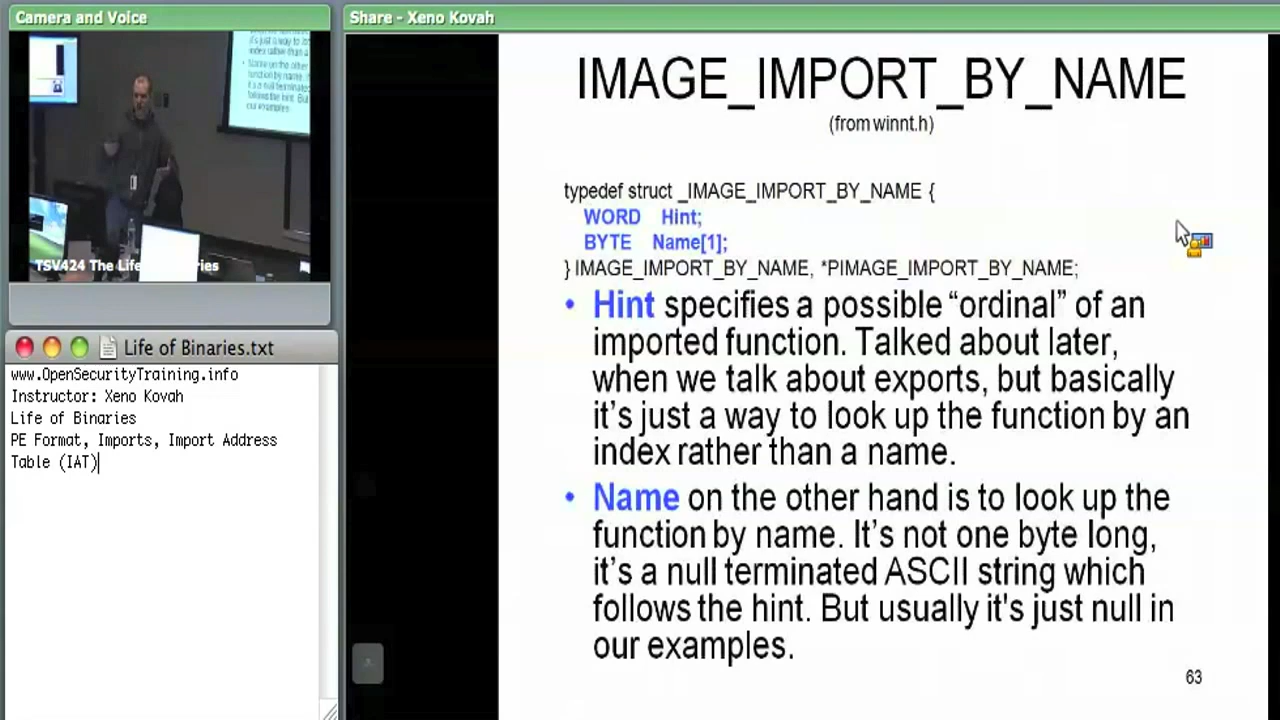 Camera and Voice
TSV424 The Life of Binaries
Life of Binaries.txt
www.OpenSecurityTraining.info
Instructor: Xeno Kovah
Life of Binaries
PE Format, Imports, Import Address
Table (IAT)
Share - Xeno Kovah
IMAGE_IMPORT_BY_NAME
(from winnt.h)
typedef struct _IMAGE_IMPORT_BY_NAME {
WORD Hint;
BYTE Name[1];
} IMAGE_IMPORT_BY_NAME, *PIMAGE_IMPORT_BY_NAME;
• Hint specifies a possible “ordinal” of an
imported function. Talked about later,
when we talk about exports, but basically
it’s just a way to look up the function by an
index rather than a name.
• Name on the other hand is to look up the
function by name. It’s not one byte long,
it’s a null terminated ASCII string which
follows the hint. But usually it's just null in
our examples.
63